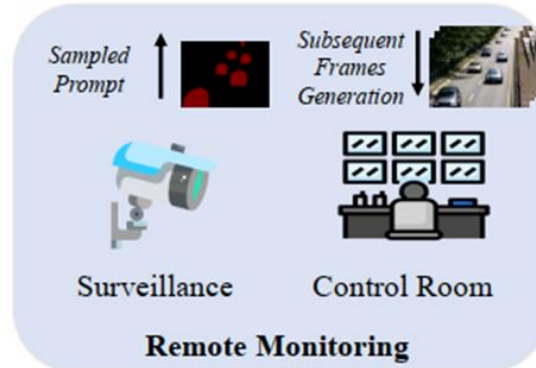 Sampled
Prompt
Subsequent
Frames
Generation
Surveillance
Control Room
Remote Monitoring